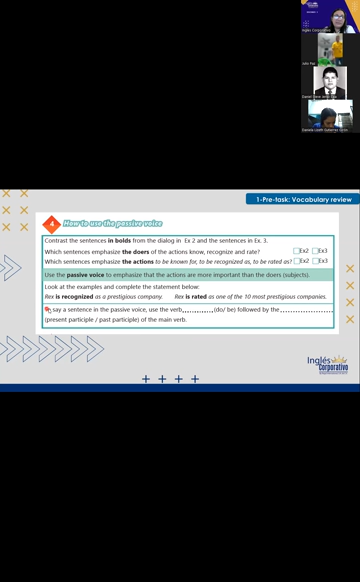 Inglés Corporativo
Julio Paz
1-Pre-task: Vocabulary review
4 How to use the passive voice
Contrast the sentences in bolds from the dialog in Ex 2 and the sentences in Ex. 3.
Which sentences emphasize the doers of the actions know, recognize and rate? Ex2 Ex3
Which sentences emphasize the actions to be known for, to be recognized as, to be rated as? Ex2 Ex3
Use the passive voice to emphasize that the actions are more important than the doers (subjects).
Look at the examples and complete the statement below:
Rex is recognized as a prestigious company. Rex is rated as one of the 10 most prestigious companies.
say a sentence in the passive voice, use the verb............(do/ be) followed by the ....................
(present participle / past participle) of the main verb.
Inglés
Corporativo